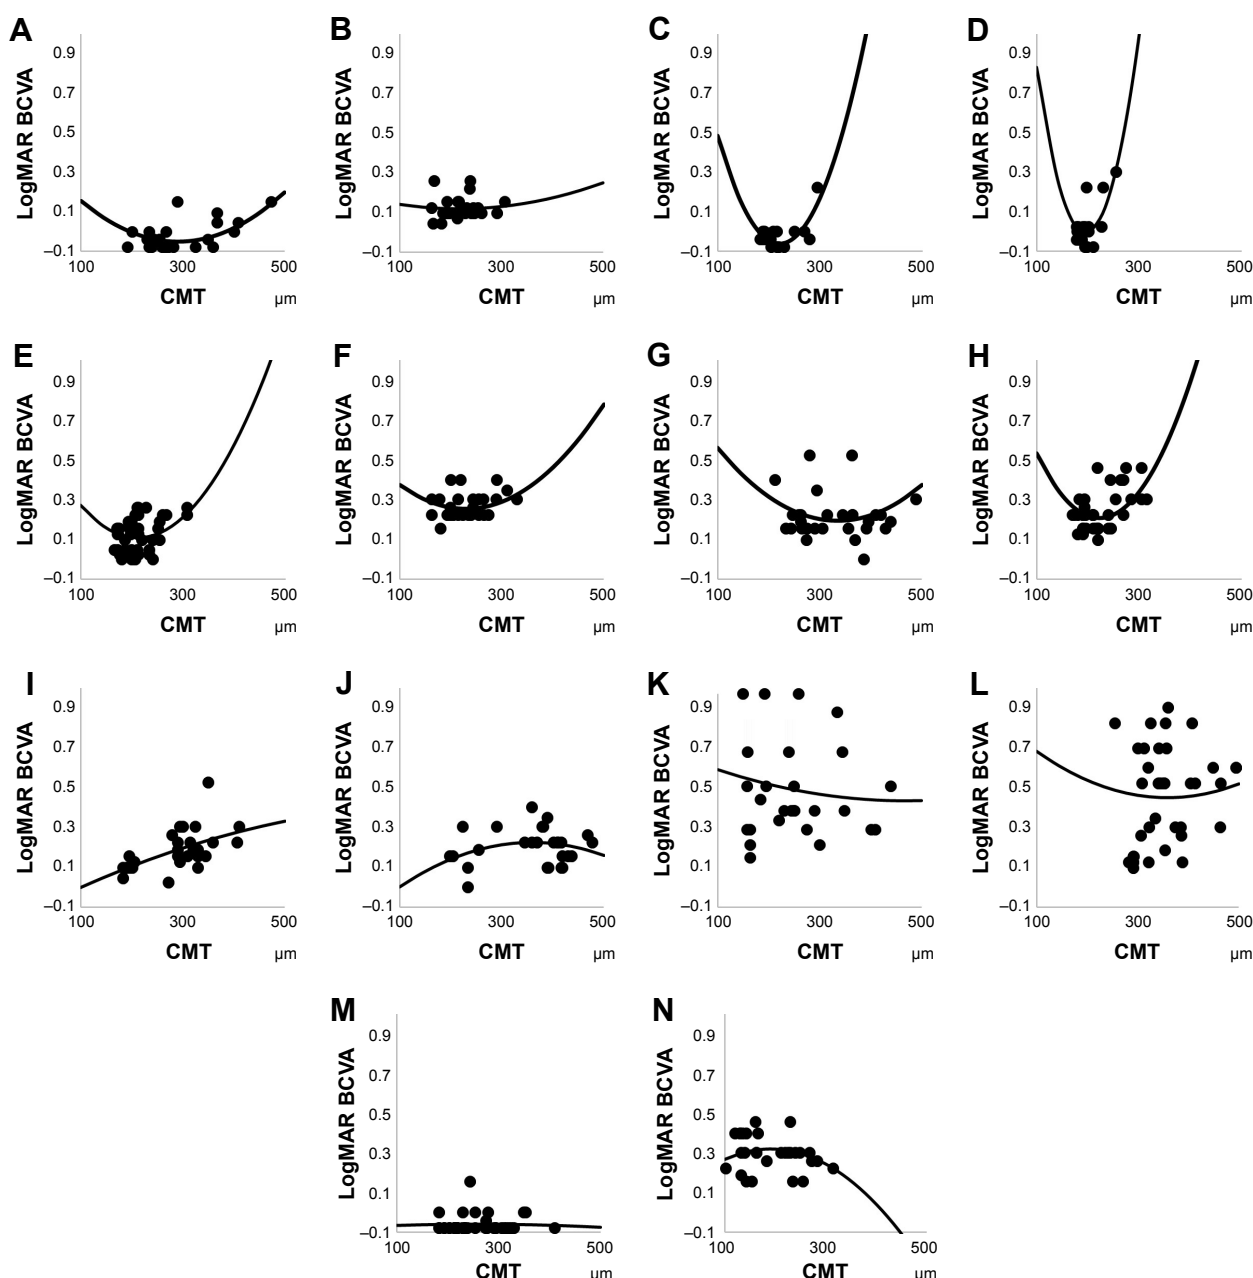 A B C D
LogMAR BCVA LogMAR BCVA LogMAR BCVA LogMAR BCVA
0.9 0.9 0.9 0.9
0.7 0.7 0.7 0.7
0.5 0.5 0.5 0.5
0.3 0.3 0.3 0.3
0.1 0.1 0.1 0.1
–0.1 –0.1 –0.1 –0.1
100 300 500 100 300 500 100 300 500 100 300 500
CMT µm CMT µm CMT µm CMT µm
E F G H
LogMAR BCVA LogMAR BCVA LogMAR BCVA LogMAR BCVA
0.9 0.9 0.9 0.9
0.7 0.7 0.7 0.7
0.5 0.5 0.5 0.5
0.3 0.3 0.3 0.3
0.1 0.1 0.1 0.1
–0.1 –0.1 –0.1 –0.1
100 300 500 100 300 500 100 300 500 100 300 500
CMT µm CMT µm CMT µm CMT µm
I J K L
LogMAR BCVA LogMAR BCVA LogMAR BCVA LogMAR BCVA
0.9 0.9 0.9 0.9
0.7 0.7 0.7 0.7
0.5 0.5 0.5 0.5
0.3 0.3 0.3 0.3
0.1 0.1 0.1 0.1
–0.1 –0.1 –0.1 –0.1
100 300 500 100 300 500 100 300 500 100 300 500
CMT µm CMT µm CMT µm CMT µm
M N
LogMAR BCVA LogMAR BCVA
0.9 0.9
0.7 0.7
0.5 0.5
0.3 0.3
0.1 0.1
–0.1 –0.1
100 300 500 100 300 500
CMT µm CMT µm